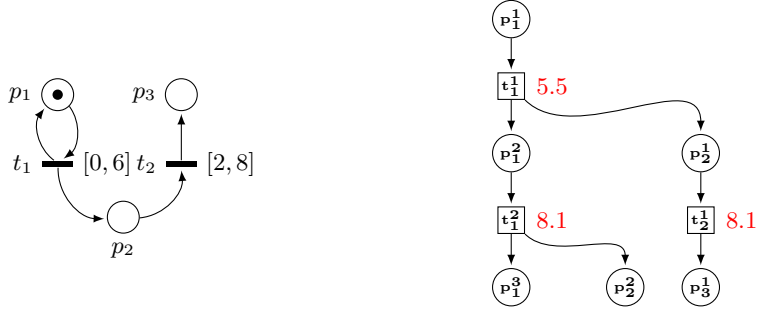 p₁
p₃
t₁ [0, 6] t₂ [2, 8]
p₂
p₁¹
t₁¹ 5.5
p₁² p₂¹
t₁² 8.1 t₂¹ 8.1
p₁³ p₂² p₃¹